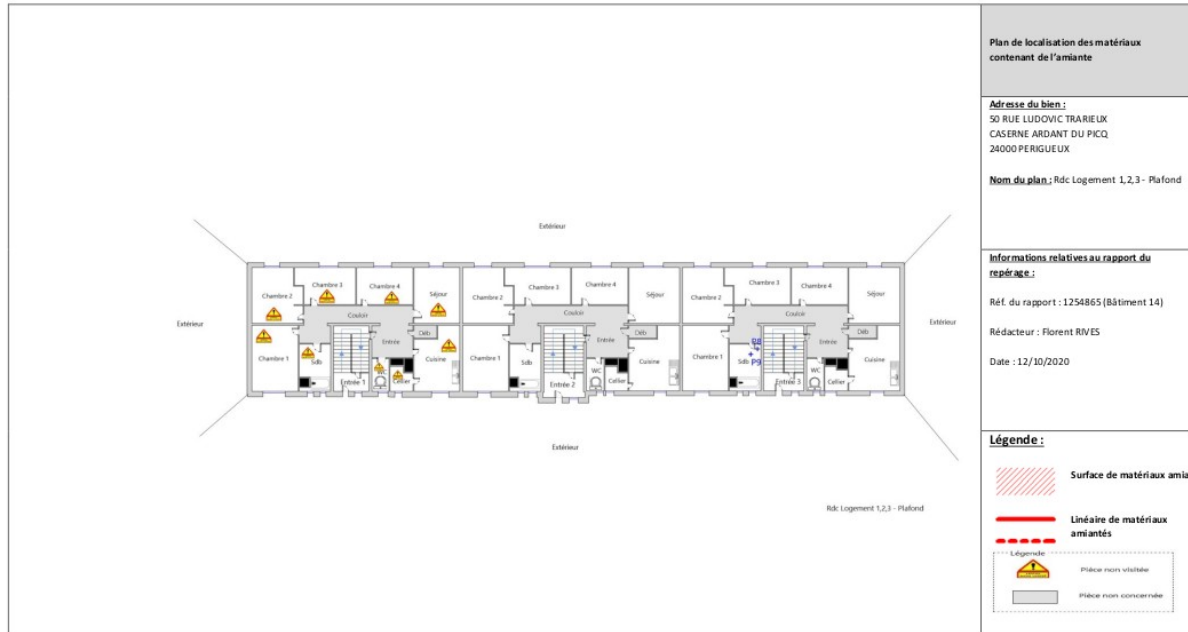 Plan de localisation des matériaux
contenant de l'amiante
Adresse du bien :
50 RUE LUDOVIC TRARIEUX
CASERNE ARDANT DU PICQ
24000 PERIGUEUX
Nom du plan : Rdc Logement 1,2,3 - Plafond
Informations relatives au rapport du
repérage :
Réf. du rapport : 1254865 (Bâtiment 14)
Rédacteur : Florent RIVES
Date : 12/10/2020
Légende :
Surface de matériaux amia
Linéaire de matériaux
amiantés
Légende
Pièce non visitée
Pièce non concernée
Extérieur
Extérieur
Extérieur
Extérieur
Chambre 2
Chambre 3
Chambre 4
Séjour
Couloir
Chambre 1
Sdb
Entrée 1
Entrée
Déb
WC
Cellier
Cuisine
Chambre 2
Chambre 3
Chambre 4
Séjour
Couloir
Chambre 1
Sdb
Entrée 2
Entrée
Déb
WC
Cellier
Cuisine
Chambre 2
Chambre 3
Chambre 4
Séjour
Couloir
Chambre 1
Sdb
P9
Entrée 3
Entrée
Déb
WC
Cellier
Cuisine
Rdc Logement 1,2,3 - Plafond